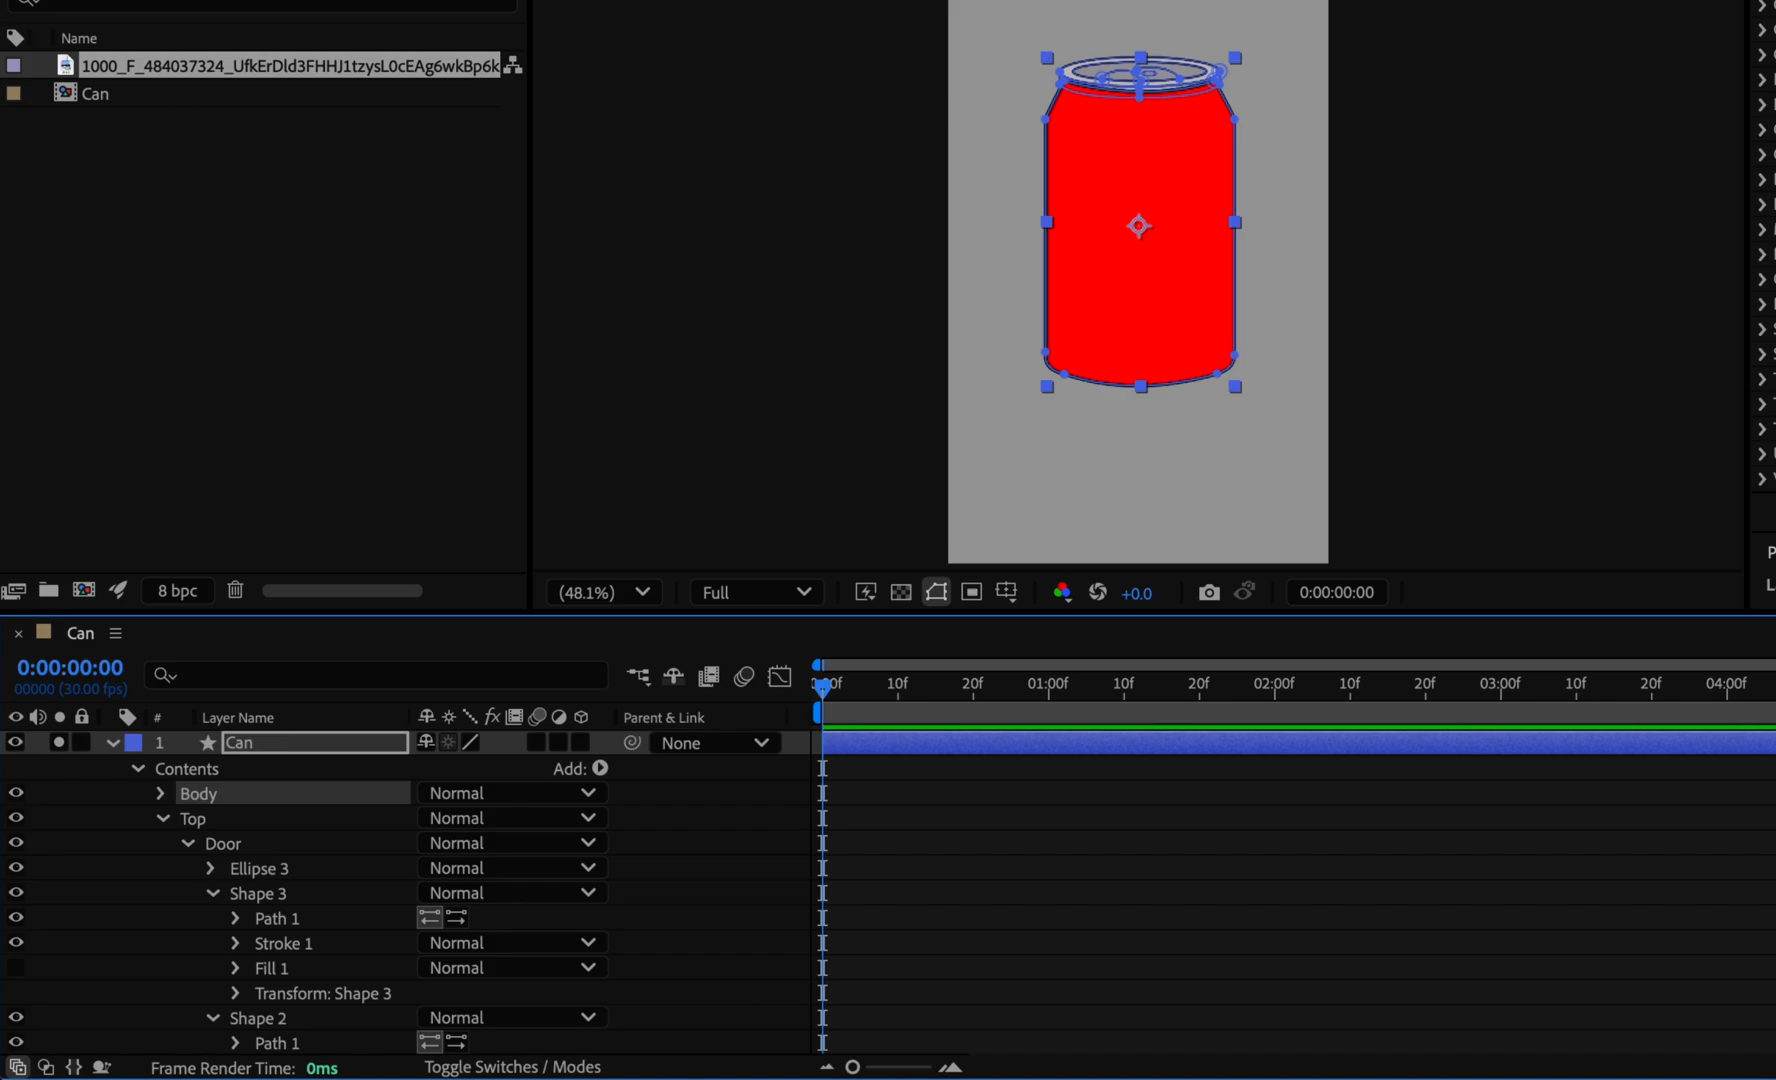 Name
1000_F_484037324_UfkErDld3FHHJ1tzysL0cEAg6wkBp6k
Can
8 bpc
(48.1%)
Full
+0.0
0:00:00:00
Can
0:00:00:00
00000 (30.00 fps)
10f 20f 01:00f 10f 20f 02:00f 10f 20f 03:00f 10f 20f 04:00f
# Layer Name Parent & Link
1 Can None
Contents Add:
Body Normal
Top Normal
Door Normal
Ellipse 3 Normal
Shape 3 Normal
Path 1
Stroke 1 Normal
Fill 1 Normal
Transform: Shape 3
Shape 2 Normal
Path 1
Frame Render Time: 0ms
Toggle Switches / Modes